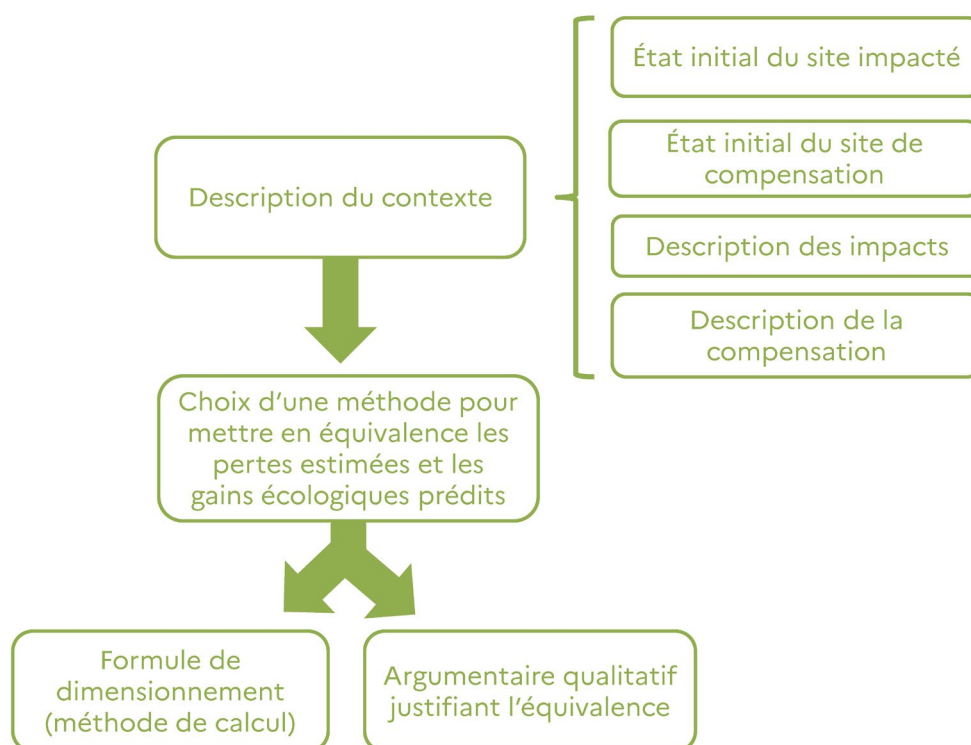 État initial du site impacté
État initial du site de
compensation
Description du contexte
Description des impacts
Description de la
compensation
Choix d’une méthode pour
mettre en équivalence les
pertes estimées et les
gains écologiques prédits
Formule de
dimensionnement
(méthode de calcul)
Argumentaire qualitatif
justifiant l’équivalence